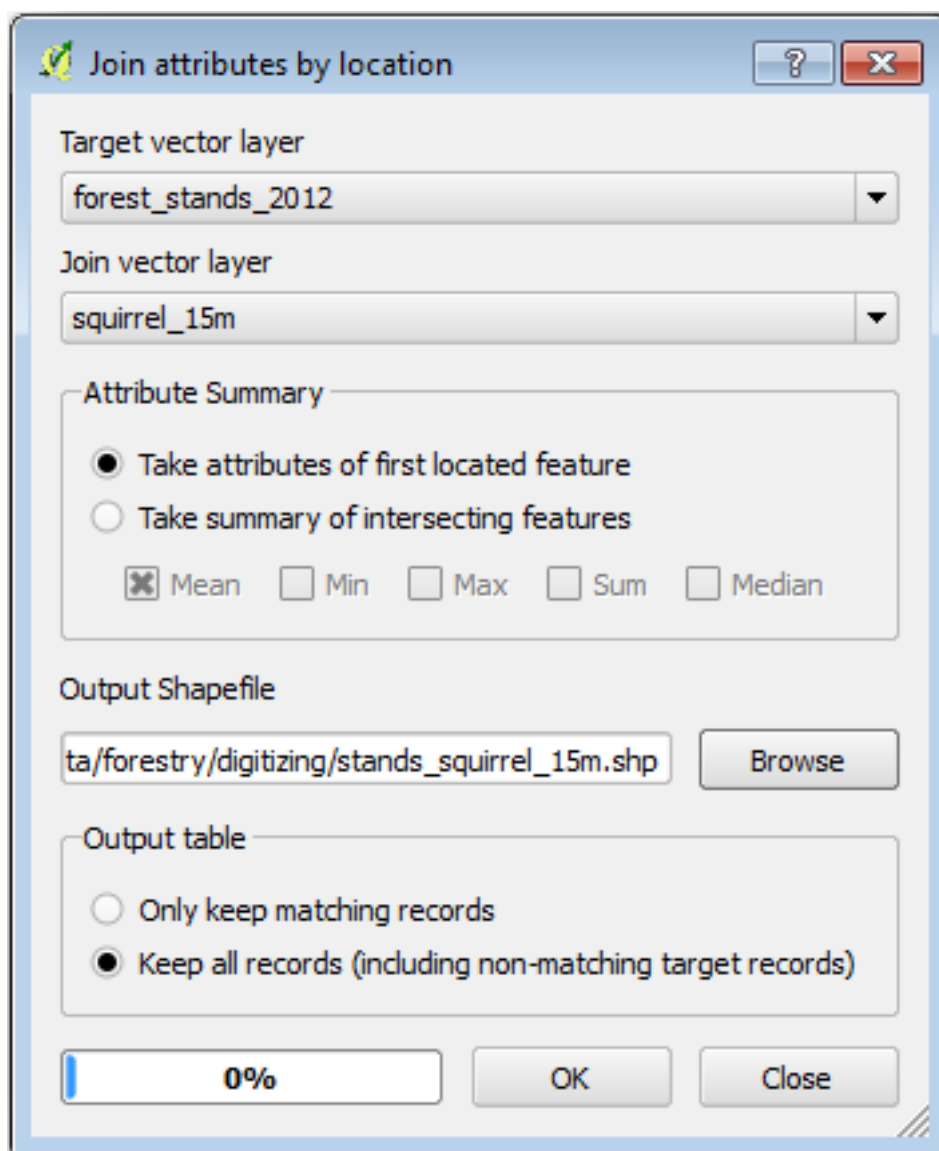 Join attributes by location
?
Target vector layer
forest_stands_2012
Join vector layer
squirrel_15m
Attribute Summary
Take attributes of first located feature
Take summary of intersecting features
Mean Min Max Sum Median
Output Shapefile
ta/forestry/digitizing/stands_squirrel_15m.shp Browse
Output table
Only keep matching records
Keep all records (including non-matching target records)
0% OK Close